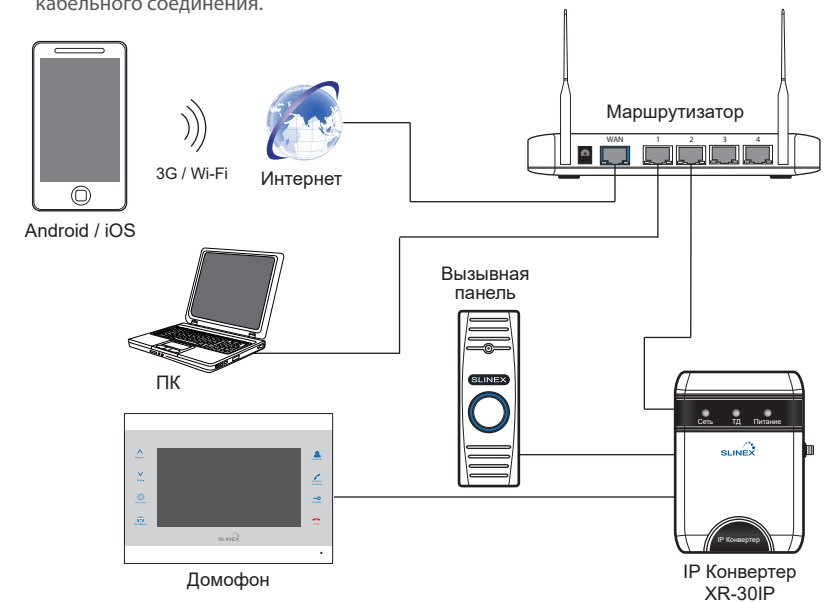 кабельного соединения.
Маршрутизатор
WAN
1
2
3
4
3G / Wi-Fi
Интернет
Android / iOS
Вызывная
панель
SLINEX
ПК
Сеть
ТД
Питание
SLINEX
SLINEX
IP Конвертер
Домофон
IP Конвертер
XR-30IP